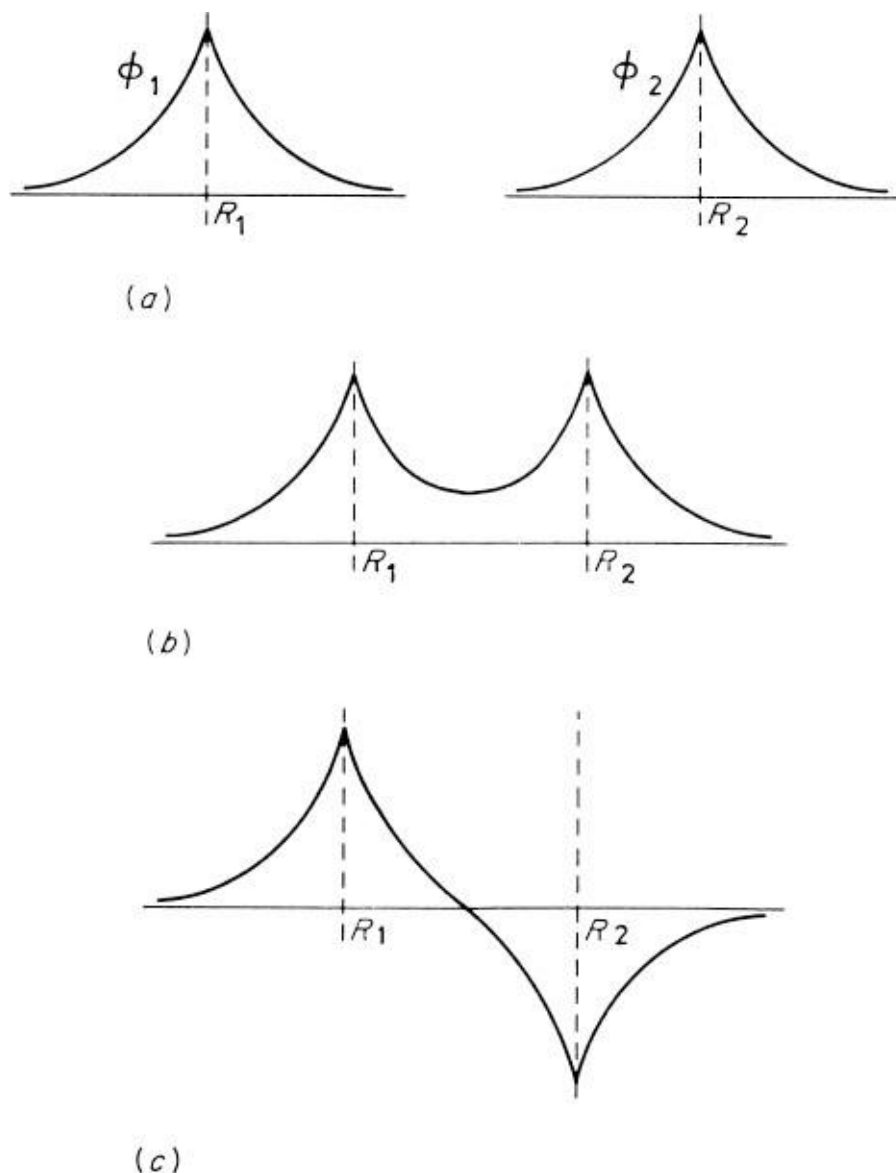 ϕ₁ ϕ₂
R₁ R₂
(a)
R₁ R₂
(b)
R₁ R₂
(c)